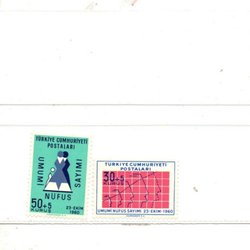 TÜRKİYE CUMHURİYETİ
POSTALARI
UMUMİ
SAYIMI
NÜFUS
50+5
KURUŞ
23-EKİM
1960
TÜRKİYE CUMHURİYETİ
POSTALARI
30+5
KURUŞ
UMUMİ NÜFUS SAYIMI 23-EKİM 1960